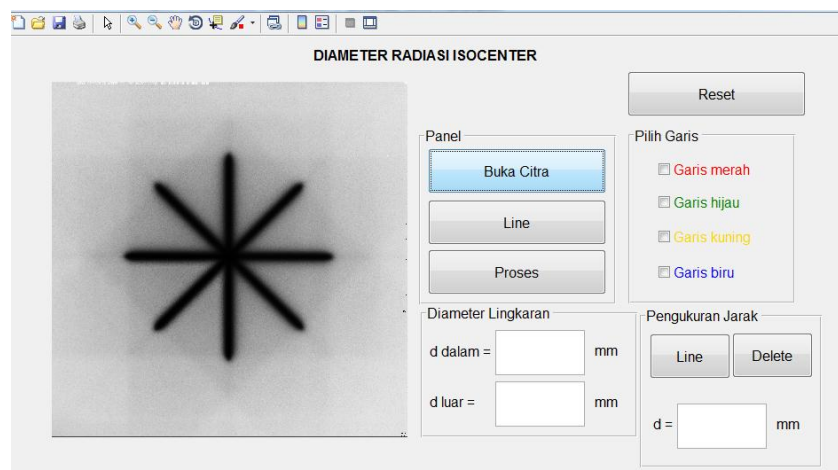 DIAMETER RADIASI ISOCENTER
Reset
Panel
Buka Citra
Line
Proses
Pilih Garis
Garis merah
Garis hijau
Garis kuning
Garis biru
Diameter Lingkaran
d dalam = mm
d luar = mm
Pengukuran Jarak
Line Delete
d = mm